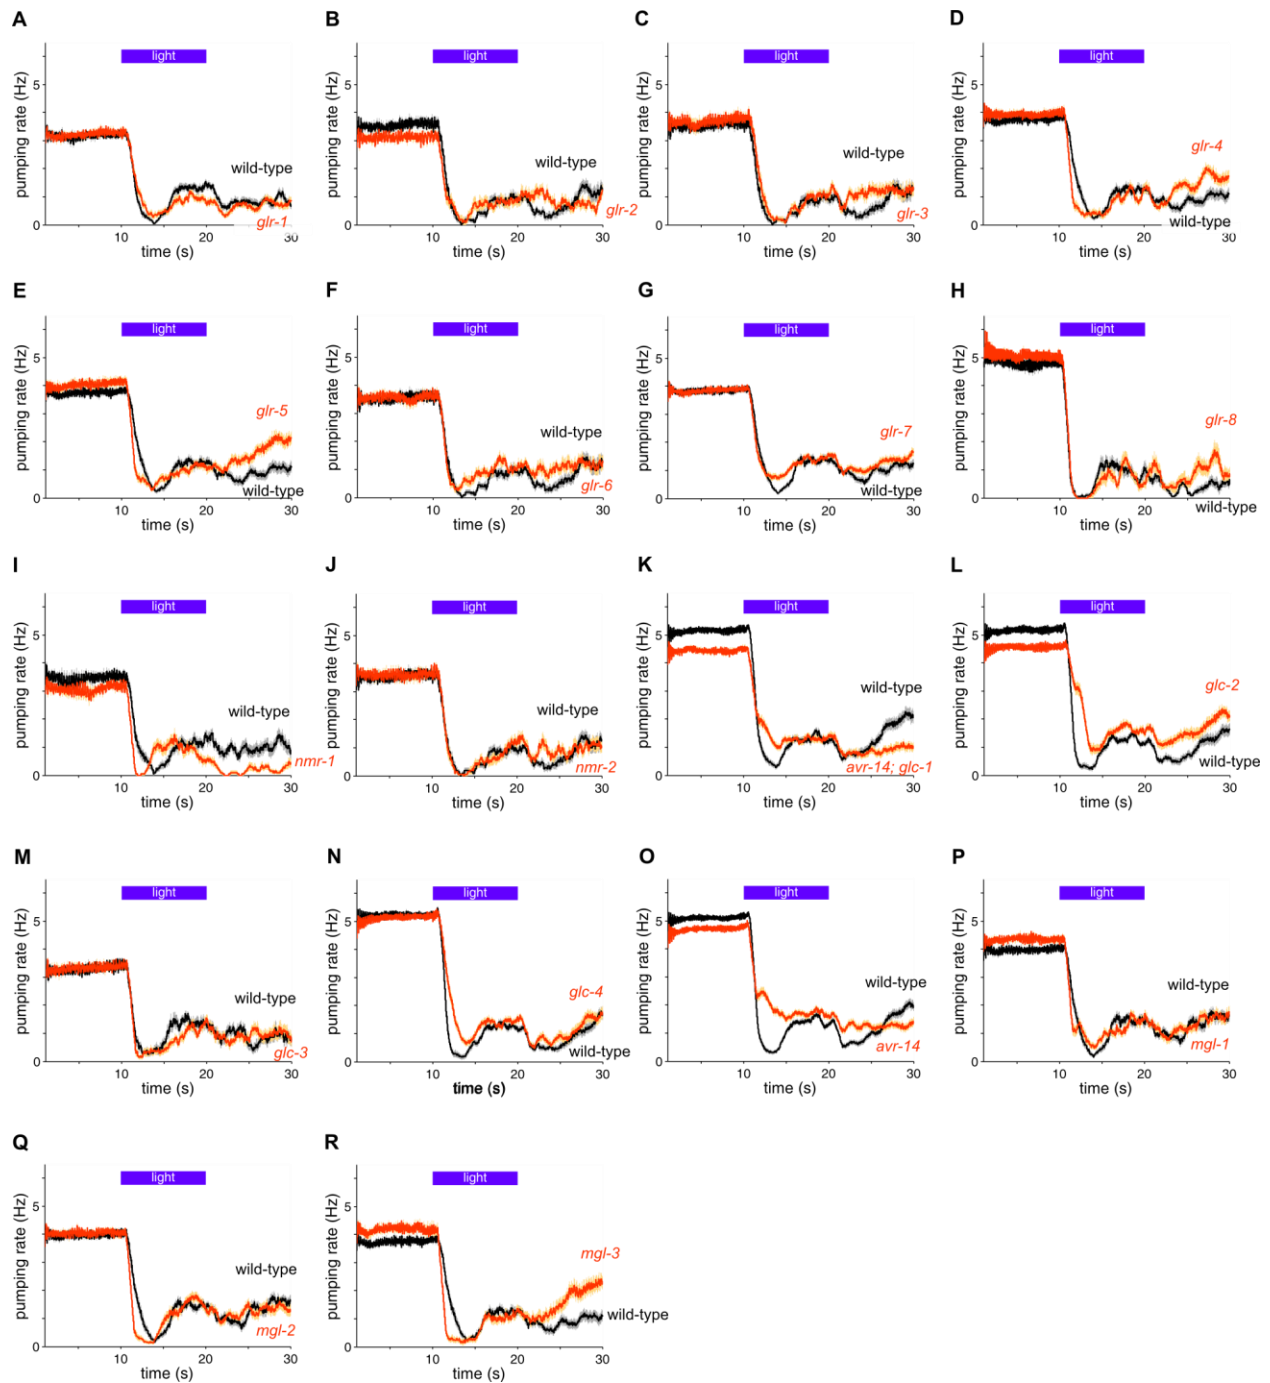 A
light
pumping rate (Hz)
5
0
wild-type
glr-1
10
20
30
time (s)
B
light
pumping rate (Hz)
5
0
wild-type
glr-2
10
20
30
time (s)
C
light
pumping rate (Hz)
5
0
wild-type
glr-3
10
20
30
time (s)
D
light
pumping rate (Hz)
5
0
glr-4
wild-type
10
20
30
time (s)
E
light
pumping rate (Hz)
5
0
glr-5
wild-type
10
20
30
time (s)
F
light
pumping rate (Hz)
5
0
wild-type
glr-6
10
20
30
time (s)
G
light
pumping rate (Hz)
5
0
glr-7
wild-type
10
20
30
time (s)
H
light
pumping rate (Hz)
5
0
glr-8
wild-type
10
20
30
time (s)
I
light
pumping rate (Hz)
5
0
wild-type
nmr-1
10
20
30
time (s)
J
light
pumping rate (Hz)
5
0
wild-type
nmr-2
10
20
30
time (s)
K
light
pumping rate (Hz)
5
0
wild-type
avr-14; glc-1
10
20
30
time (s)
L
light
pumping rate (Hz)
5
0
glc-2
wild-type
10
20
30
time (s)
M
light
pumping rate (Hz)
5
0
wild-type
glc-3
10
20
30
time (s)
N
light
pumping rate (Hz)
5
0
glc-4
wild-type
10
20
30
time (s)
O
light
pumping rate (Hz)
5
0
wild-type
avr-14
10
20
30
time (s)
P
light
pumping rate (Hz)
5
0
wild-type
mgl-1
10
20
30
time (s)
Q
light
pumping rate (Hz)
5
0
wild-type
mgl-2
10
20
30
time (s)
R
light
pumping rate (Hz)
5
0
mgl-3
wild-type
10
20
30
time (s)